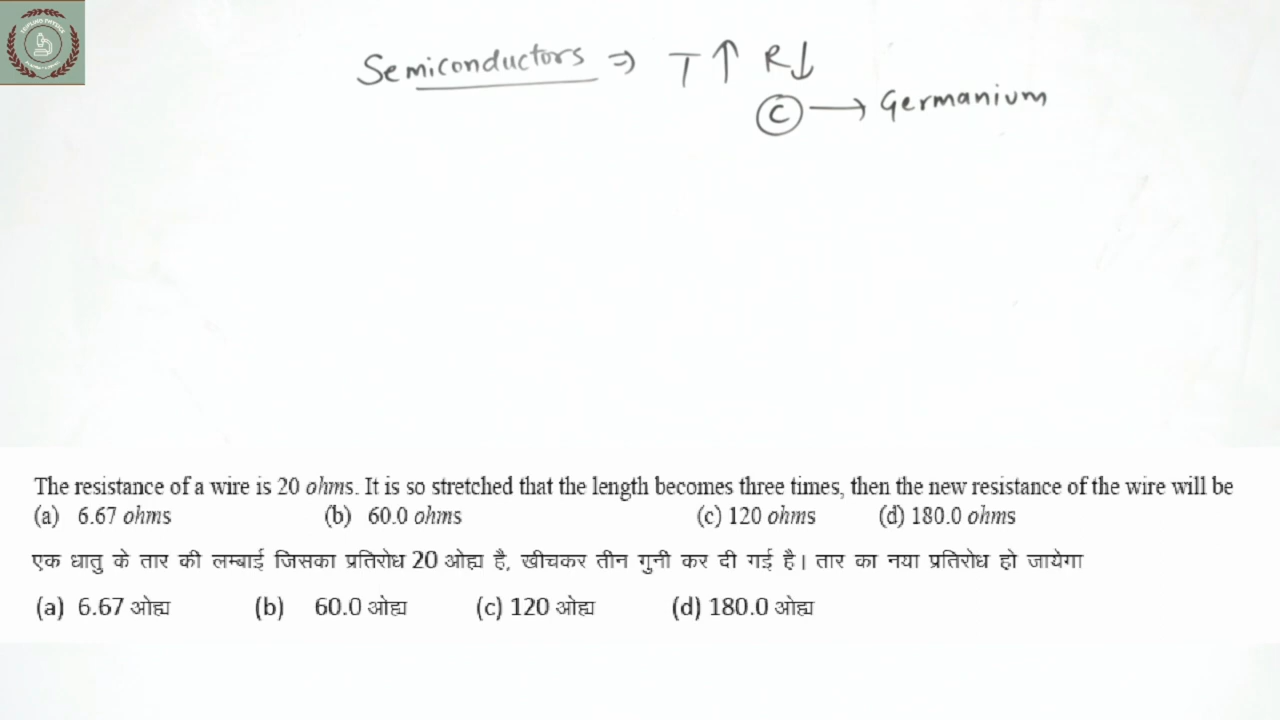 Semiconductors ⇒ T↑ R↓
C → Germanium
The resistance of a wire is 20 ohms. It is so stretched that the length becomes three times, then the new resistance of the wire will be
(a) 6.67 ohms (b) 60.0 ohms (c) 120 ohms (d) 180.0 ohms
एक धातु के तार की लम्बाई जिसका प्रतिरोध 20 ओह्म है, खींचकर तीन गुनी कर दी गई है। तार का नया प्रतिरोध हो जायेगा
(a) 6.67 ओह्म (b) 60.0 ओह्म (c) 120 ओह्म (d) 180.0 ओह्म